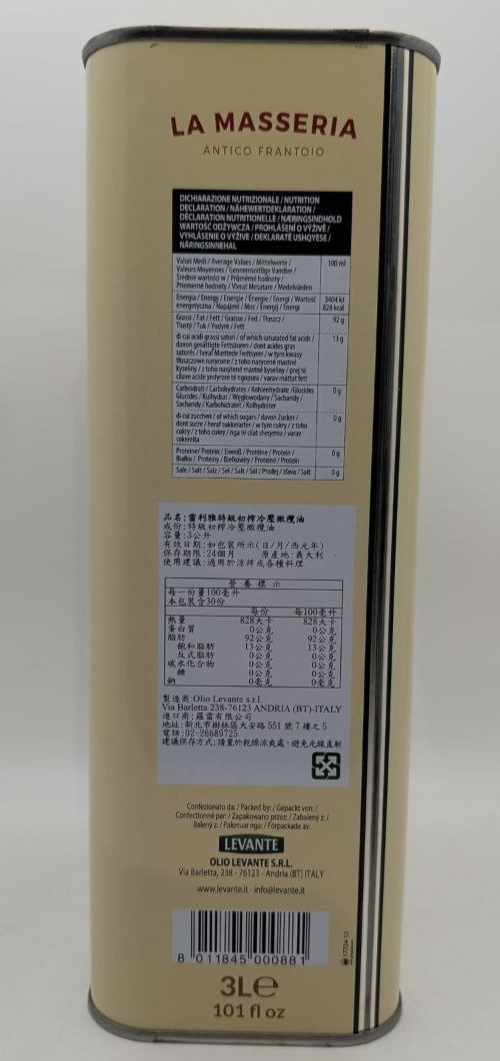 LA MASSERIA
ANTICO FRANTOIO
DICHIARAZIONE NUTRIZIONALE / NUTRITION
DECLARATION / NÄHEWERTDEKLARATION /
DÉCLARATION NUTRITIONELLE / NÆRINGSINDHOLD
WARTOŚĆ ODŻYWCZA / PROHLÁŠENÍ O VÝŽIVĚ /
VYHLÁSENIE O VÝŽIVE / DEKLARATË USHQYESE /
NÄRINGSINNEHAL
Valori Medi / Average Values / Mittelwerte /
Valeurs Moyennes / Gennemsnitlige Værdier /
Średnie wartości w / Průměrné hodnoty /
Priemerné hodnoty / Vlerat Mesatare / Medelvärden
100 ml
Energia / Energy / Energie / Énergie / Energi / Wartość
energetyczna / Napájení / Moc / Energji / Energi
3404 kJ
828 kcal
Grassi / Fat / Fett / Graisse / Fed / Tłuszcz /
Tlustý / Tuk / Yndyrë / Fett
92 g
di cui acidi grassi saturi / of which saturated fat acids /
davon gesättigte Fettsäuren / dont acides gras
saturés / heraf Mættede Fedtsyrer / w tym kwasy
tłuszczowe nasycone / z toho nasycené mastné
kyseliny / z toho nasýtené mastné kyseliny / prej të
cilave acide yndyrore të ngopura / varav mättat fett
13 g
Carboidrati / Carbohydrates / Kohlenhydrate / Glucides
Glucides / Kulhydrat / Węglowodany / Sacharidy /
Sacharidy / Karbohidrater / Kolhydrater
0 g
di cui zuccheri / of which sugars / davon Zucker /
dont sucre / heraf sukkerarter / w tym cukry / z toho
cukry / z toho cukry / nga të cilat sheqerna / varav
sokerrita
0 g
Proteine / Protein / Eiweiß / Protéine / Protein /
Białko / Proteiny / Bielkoviny / Proteine / Protein
0 g
Sale / Salt / Salz / Sel / Salt / Sól / Prodej / zľava / Salt
0 g
品名:雷利雅特級初榨冷壓橄欖油
成份:特級初榨冷壓橄欖油
容量:3公升
有效日期:如包裝所示(日/月/西元年)
保存期限:24個月 原產地:義大利
使用建議:適用於涼拌或各種料理
營養標示
每一份量100毫升
本包裝含30份
每份 每100毫升
熱量 828大卡 828大卡
蛋白質 0公克 0公克
脂肪 92公克 92公克
飽和脂肪 13公克 13公克
反式脂肪 0公克 0公克
碳水化合物 0公克 0公克
糖 0公克 0公克
鈉 0毫克 0毫克
製造商:Olio Levante s.r.l.
Via Barletta 238-76123 ANDRIA (BT)-ITALY
進口商:羅雷有限公司
地址:新北市樹林區大安路551號7樓之5
電話:02-26689725
建議保存方式:請置於乾燥涼爽處,避免光線直射
Confezionato da: / Packed by: / Gepackt von: /
Confectionné par: / Zapakowano przez: / Zabalený z: /
Balený z: / Paketuar nga: / Förpackade av:
LEVANTE
OLIO LEVANTE S.R.L.
Via Barletta, 238 - 76123 - Andria (BT) ITALY
www.levante.it - info@levante.it
8 011845 000881
3L℮
101 fl oz